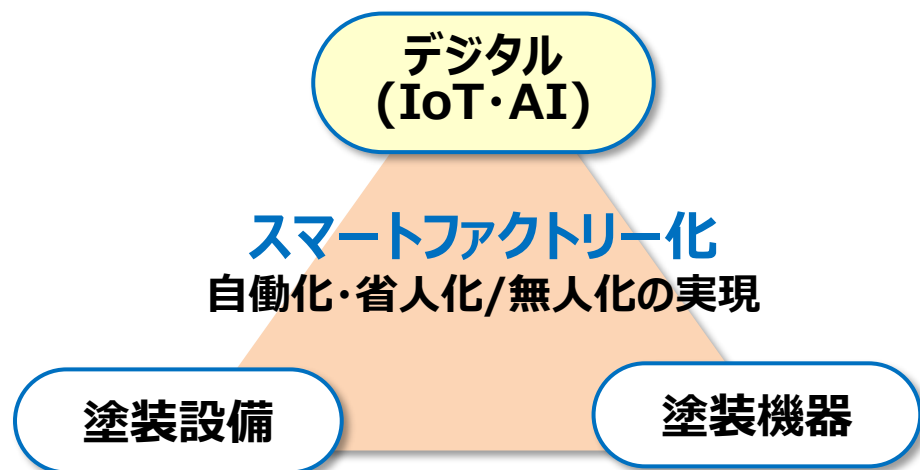 デジタル
(IoT・AI)
スマートファクトリー化
自働化・省人化/無人化の実現
塗装設備
塗装機器